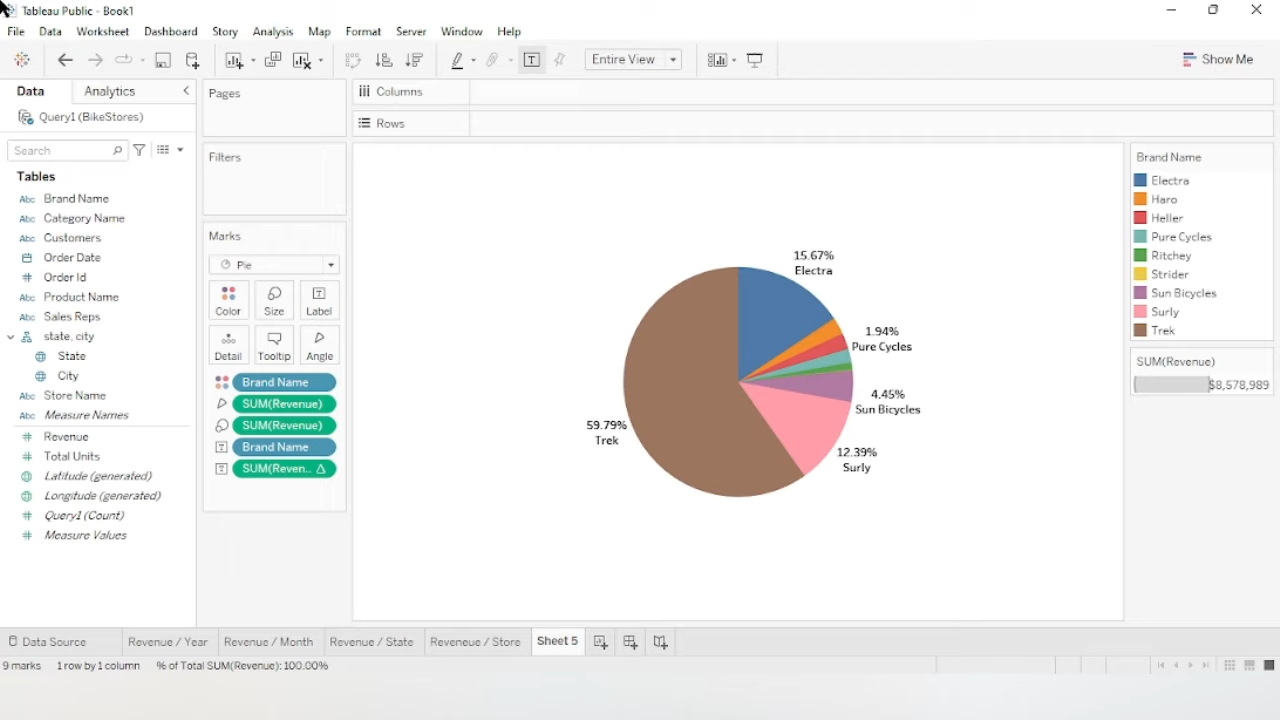 Tableau Public - Book1
File Data Worksheet Dashboard Story Analysis Map Format Server Window Help
Entire View
Show Me
Data Analytics
Query1 (BikeStores)
Search
Tables
Abc Brand Name
Abc Category Name
Abc Customers
Order Date
# Order Id
Abc Product Name
Abc Sales Reps
state, city
State
City
Abc Store Name
Abc Measure Names
# Revenue
# Total Units
Latitude (generated)
Longitude (generated)
# Query1 (Count)
# Measure Values
Pages
Filters
Marks
Pie
Color Size Label
Detail Tooltip Angle
Brand Name
SUM(Revenue)
SUM(Revenue)
Brand Name
SUM(Reven..
Columns
Rows
15.67%
Electra
1.94%
Pure Cycles
4.45%
Sun Bicycles
12.39%
Surly
59.79%
Trek
Brand Name
Electra
Haro
Heller
Pure Cycles
Ritchey
Strider
Sun Bicycles
Surly
Trek
SUM(Revenue)
$8,578,989
Data Source Revenue / Year Revenue / Month Revenue / State Reveneue / Store Sheet 5
9 marks 1 row by 1 column % of Total SUM(Revenue): 100.00%